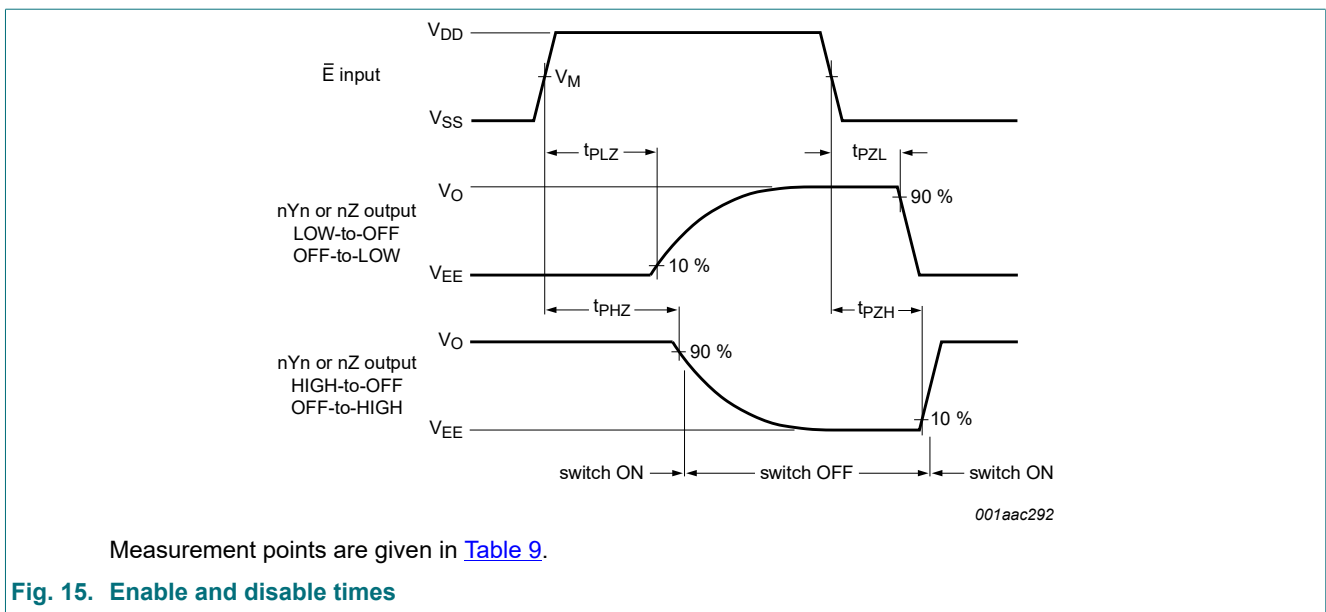 V_DD
Ē input
V_M
V_SS
t_PLZ
t_PZL
V_O
nYn or nZ output
LOW-to-OFF
OFF-to-LOW
90 %
10 %
V_EE
t_PHZ
t_PZH
V_O
nYn or nZ output
HIGH-to-OFF
OFF-to-HIGH
90 %
10 %
V_EE
switch ON
switch OFF
switch ON
001aac292
Measurement points are given in Table 9.
Fig. 15. Enable and disable times